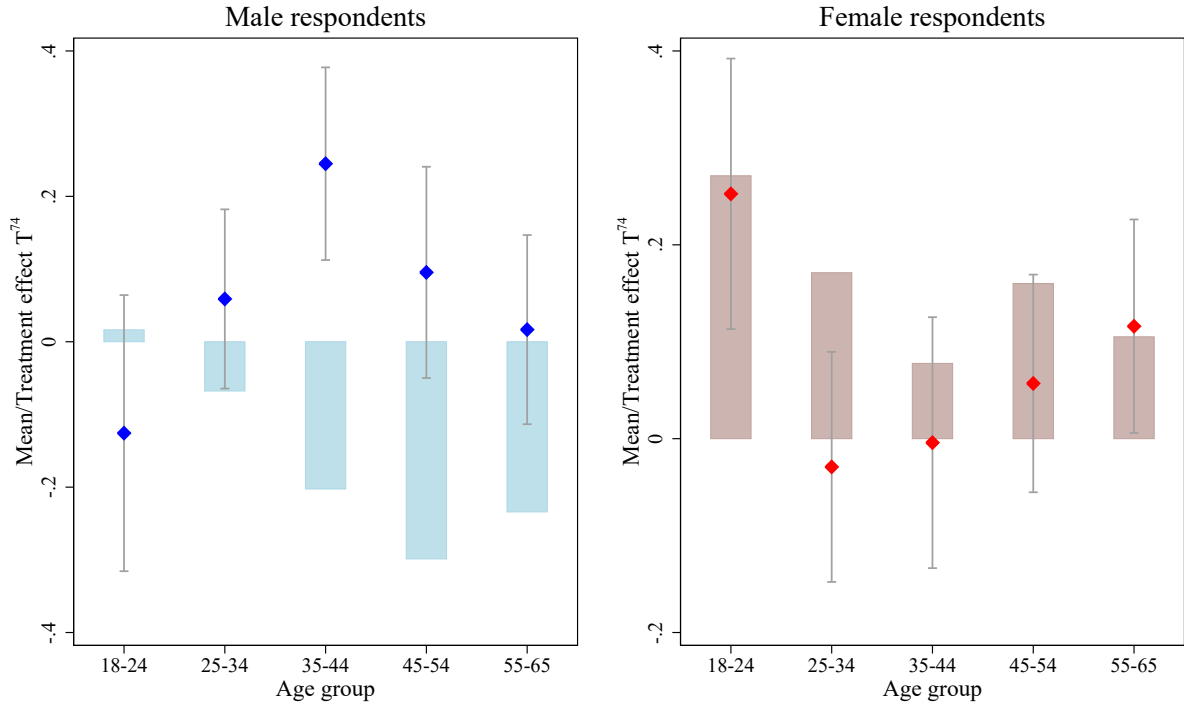 Male respondents
Mean/Treatment effect T^74
.4
.2
0
-.2
-.4
18-24 25-34 35-44 45-54 55-65
Age group
Female respondents
Mean/Treatment effect T^74
.4
.2
0
-.2
18-24 25-34 35-44 45-54 55-65
Age group